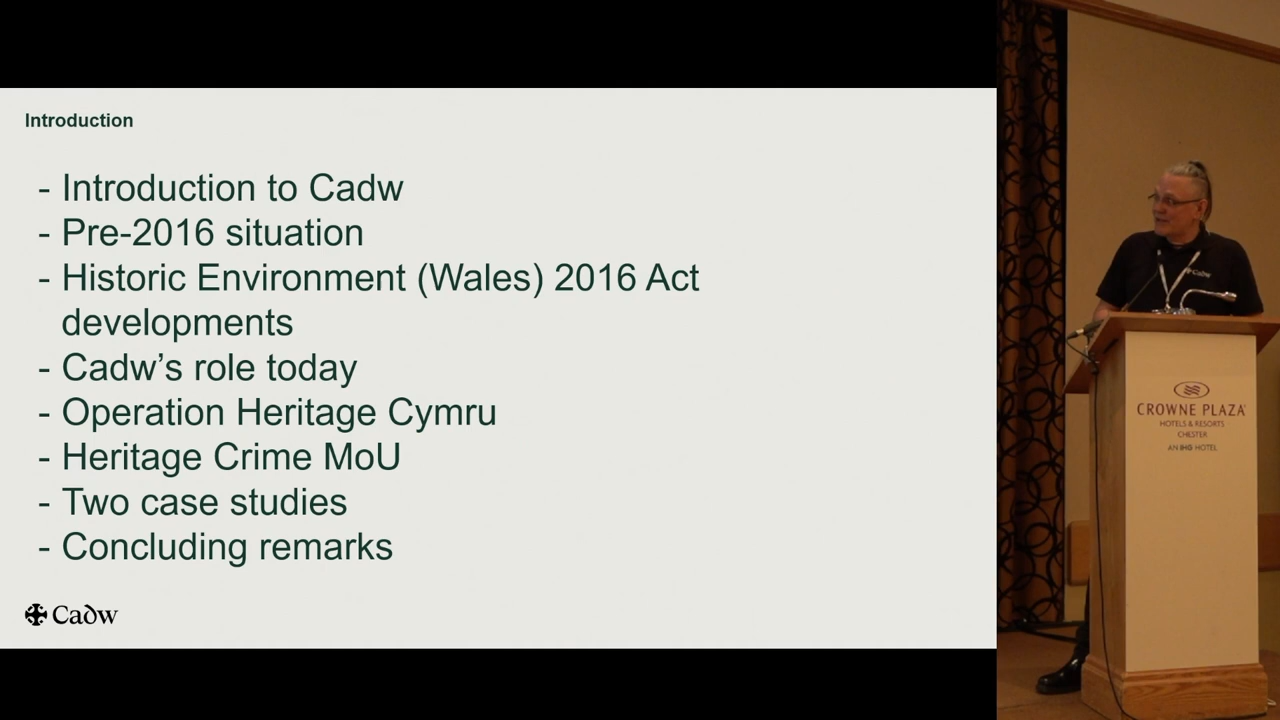 Introduction
- Introduction to Cadw
- Pre-2016 situation
- Historic Environment (Wales) 2016 Act
developments
- Cadw's role today
- Operation Heritage Cymru
- Heritage Crime MoU
- Two case studies
- Concluding remarks
Cadw
Cadw
CROWNE PLAZA
HOTELS & RESORTS
CHESTER
AN IHG HOTEL